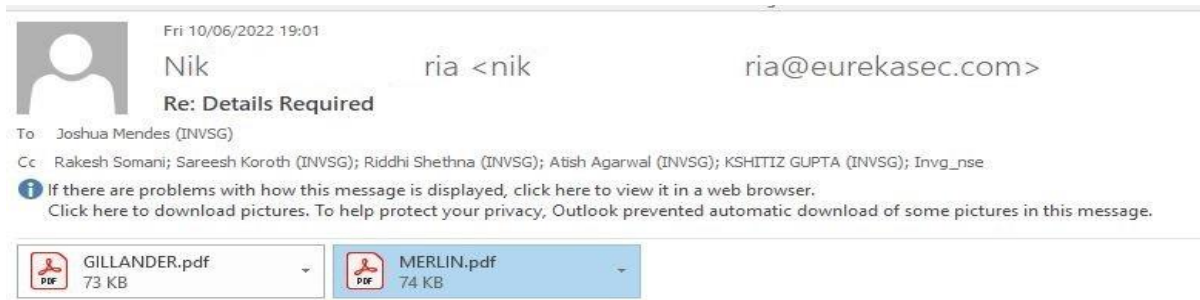 Fri 10/06/2022 19:01
Nik ria <nik ria@eurekasec.com>
Re: Details Required
To Joshua Mendes (INVSG)
Cc Rakesh Somani; Sareesh Koroth (INVSG); Riddhi Shethna (INVSG); Atish Agarwal (INVSG); KSHITIZ GUPTA (INVSG); Invg_nse
If there are problems with how this message is displayed, click here to view it in a web browser.
Click here to download pictures. To help protect your privacy, Outlook prevented automatic download of some pictures in this message.
PDF GILLANDER.pdf PDF MERLIN.pdf
73 KB 74 KB